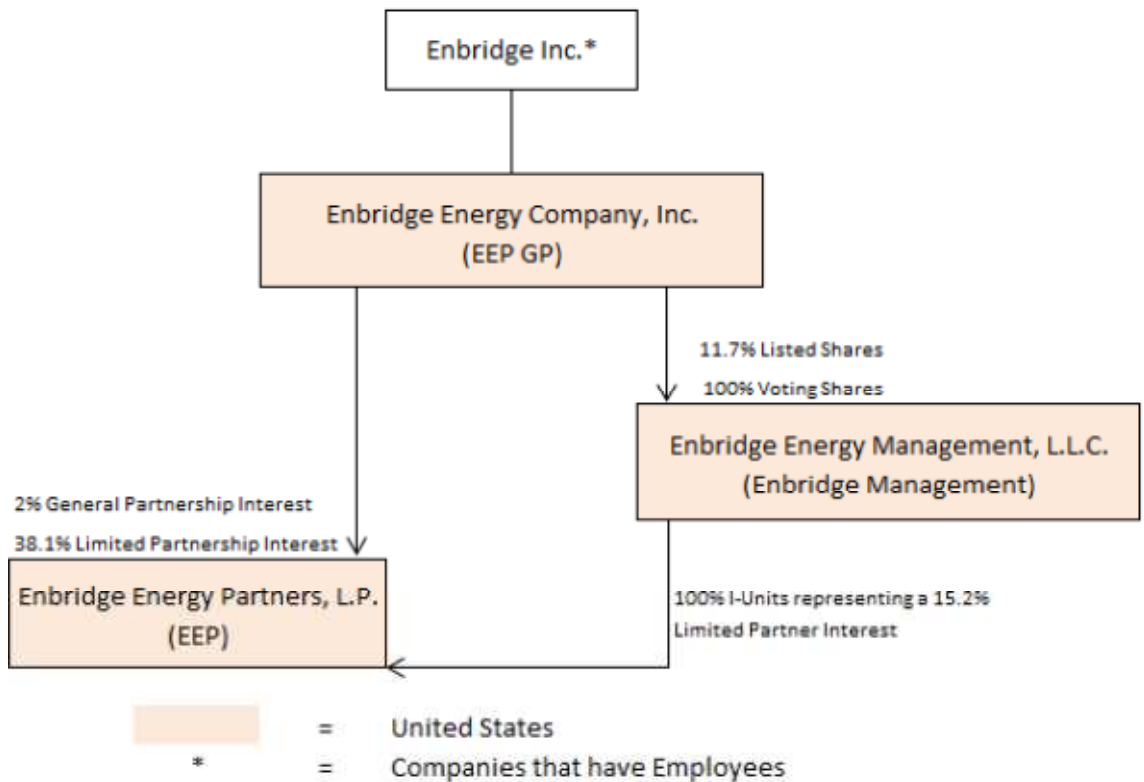 Enbridge Inc.*
Enbridge Energy Company, Inc.
(EEP GP)
11.7% Listed Shares
100% Voting Shares
Enbridge Energy Management, L.L.C.
(Enbridge Management)
2% General Partnership Interest
38.1% Limited Partnership Interest
Enbridge Energy Partners, L.P.
(EEP)
100% I-Units representing a 15.2%
Limited Partner Interest
= United States
* = Companies that have Employees